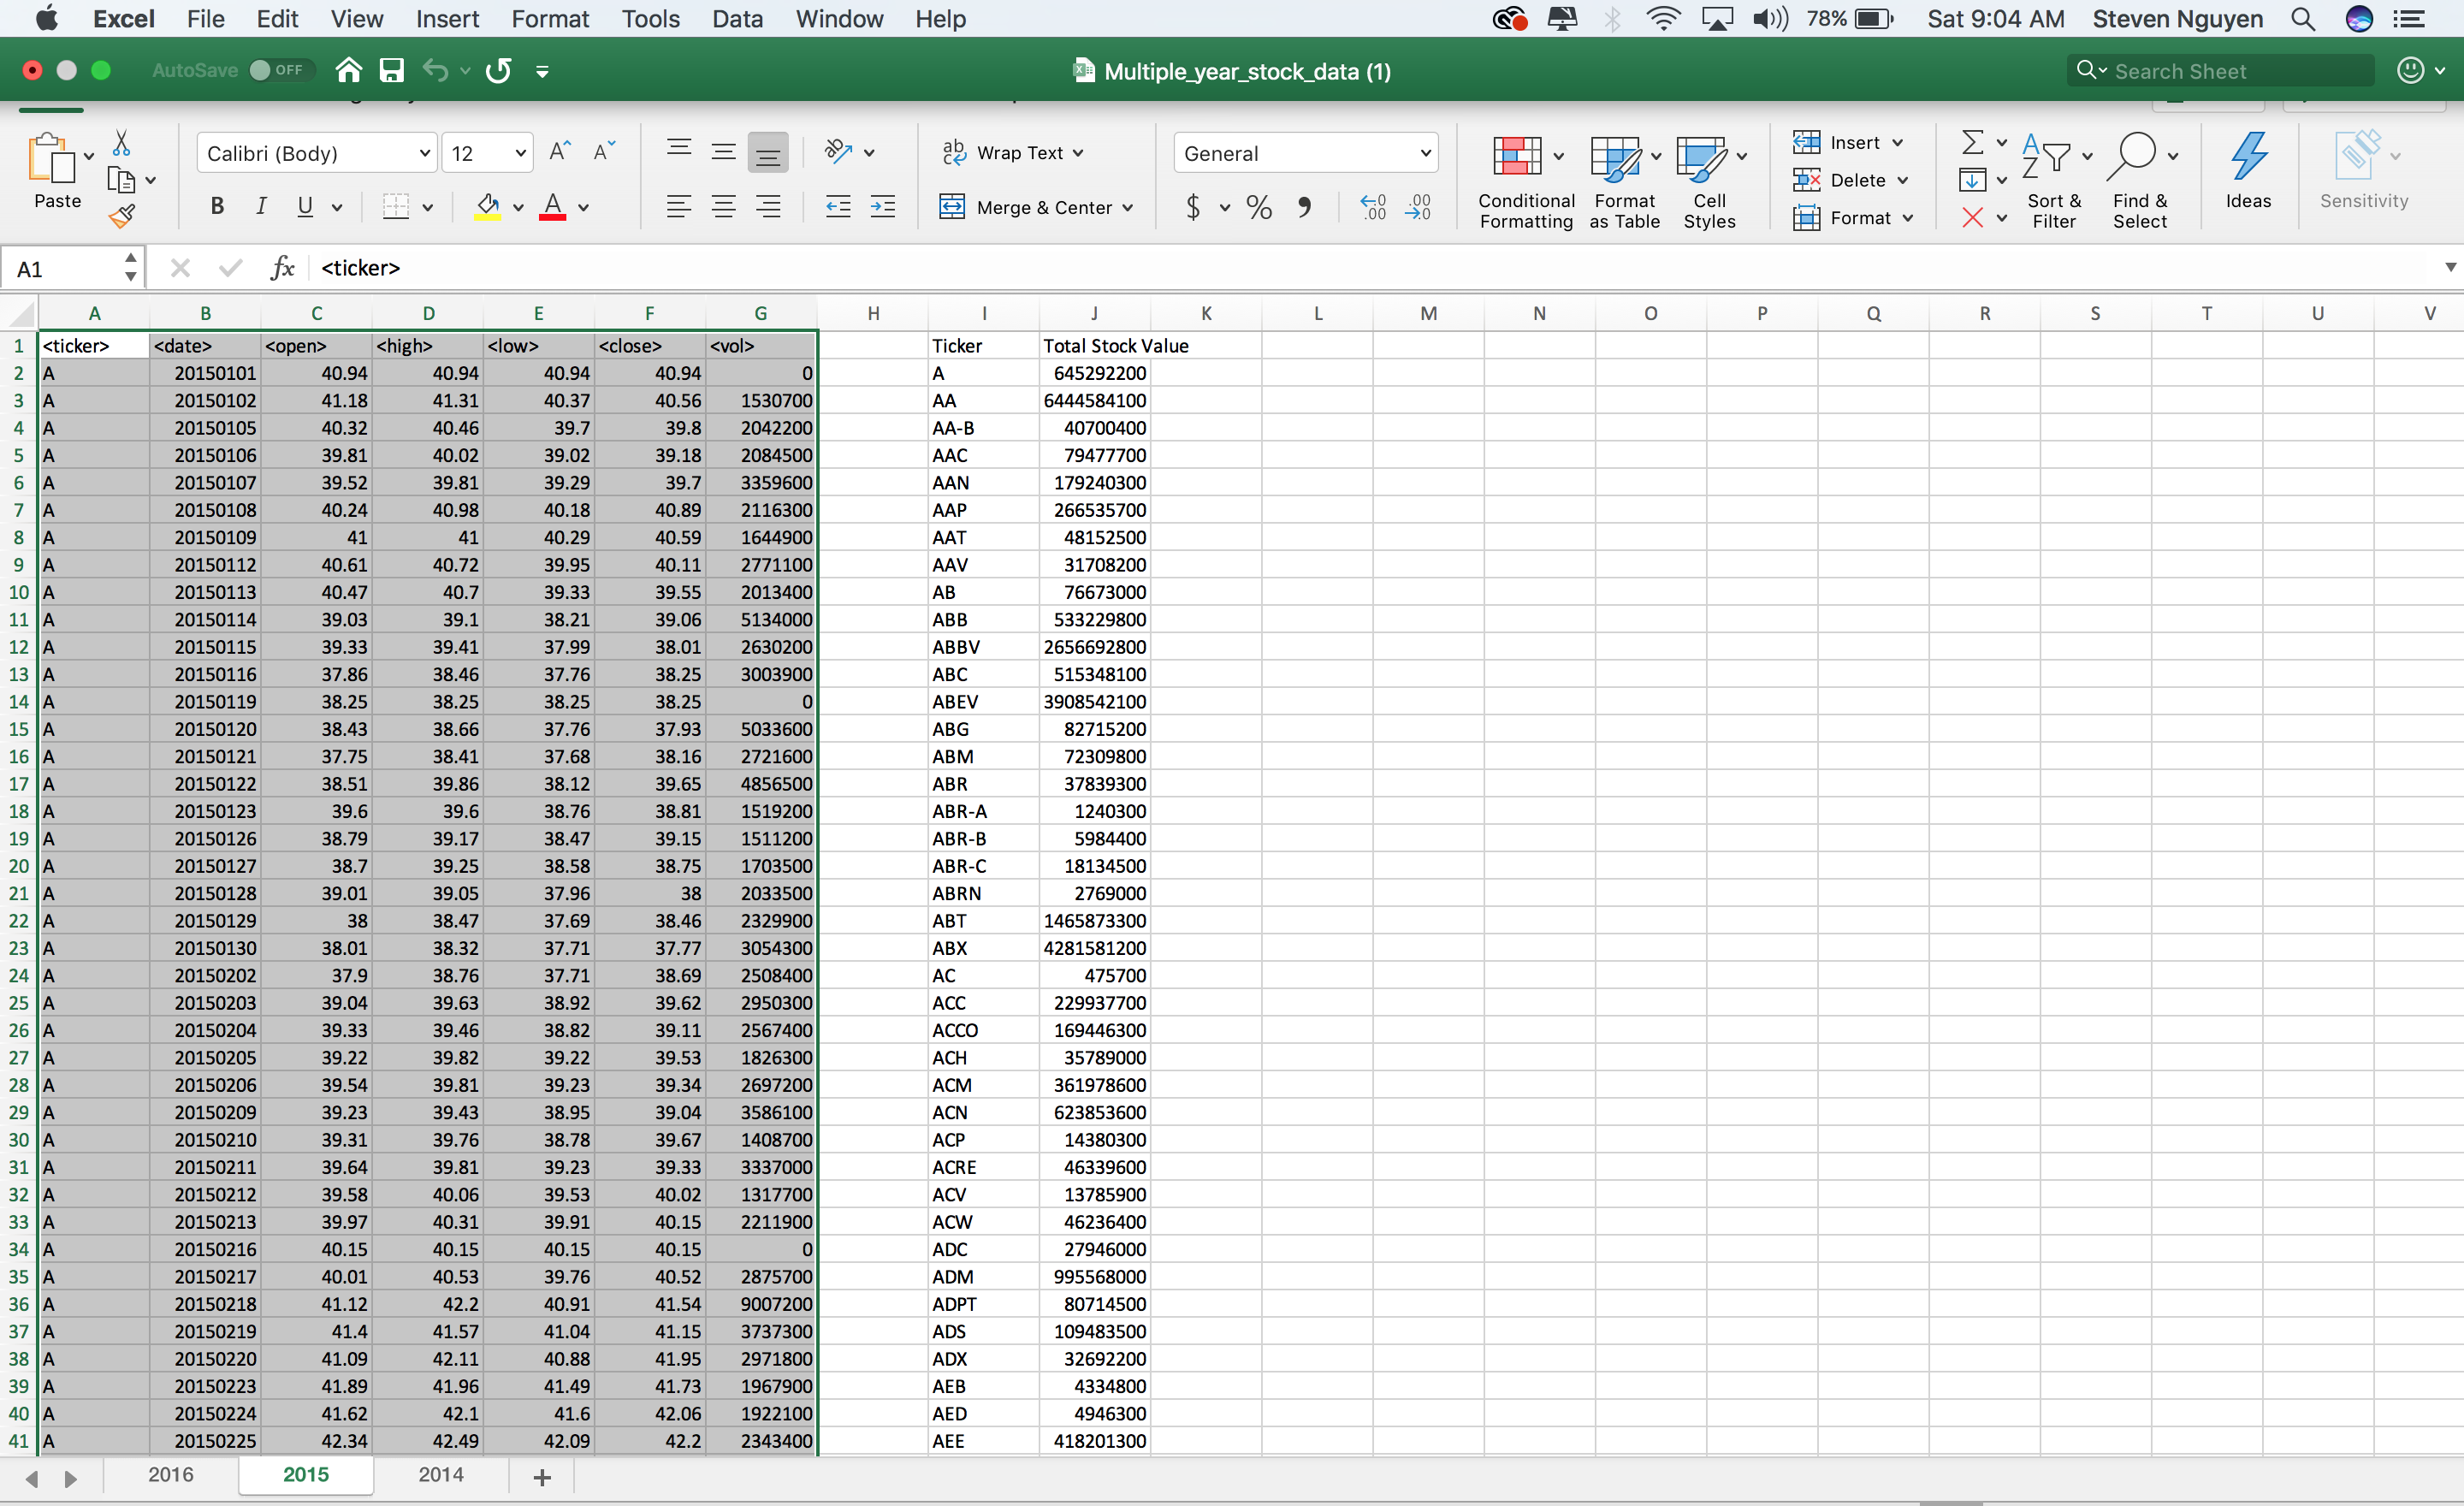 Excel File Edit View Insert Format Tools Data Window Help 78% Sat 9:04 AM Steven Nguyen
AutoSave OFF Multiple_year_stock_data (1) Search Sheet
Calibri (Body) 12 Wrap Text General Insert
Paste Conditional Formatting Format as Table Cell Styles Delete Sort & Filter Find & Select Ideas Sensitivity
B I U A Merge & Center $ % Format
A1 fx <ticker>
A B C D E F G H I J K L M N O P Q R S T U V
1 <ticker> <date> <open> <high> <low> <close> <vol> Ticker Total Stock Value
2 A 20150101 40.94 40.94 40.94 40.94 0 A 645292200
3 A 20150102 41.18 41.31 40.37 40.56 1530700 AA 6444584100
4 A 20150105 40.32 40.46 39.7 39.8 2042200 AA-B 40700400
5 A 20150106 39.81 40.02 39.02 39.18 2084500 AAC 79477700
6 A 20150107 39.52 39.81 39.29 39.7 3359600 AAN 179240300
7 A 20150108 40.24 40.98 40.18 40.89 2116300 AAP 266535700
8 A 20150109 41 41 40.29 40.59 1644900 AAT 48152500
9 A 20150112 40.61 40.72 39.95 40.11 2771100 AAV 31708200
10 A 20150113 40.47 40.7 39.33 39.55 2013400 AB 76673000
11 A 20150114 39.03 39.1 38.21 39.06 5134000 ABB 533229800
12 A 20150115 39.33 39.41 37.99 38.01 2630200 ABBV 2656692800
13 A 20150116 37.86 38.46 37.76 38.25 3003900 ABC 515348100
14 A 20150119 38.25 38.25 38.25 38.25 0 ABEV 3908542100
15 A 20150120 38.43 38.66 37.76 37.93 5033600 ABG 82715200
16 A 20150121 37.75 38.41 37.68 38.16 2721600 ABM 72309800
17 A 20150122 38.51 39.86 38.12 39.65 4856500 ABR 37839300
18 A 20150123 39.6 39.6 38.76 38.81 1519200 ABR-A 1240300
19 A 20150126 38.79 39.17 38.47 39.15 1511200 ABR-B 5984400
20 A 20150127 38.7 39.25 38.58 38.75 1703500 ABR-C 18134500
21 A 20150128 39.01 39.05 37.96 38 2033500 ABRN 2769000
22 A 20150129 38 38.47 37.69 38.46 2329900 ABT 1465873300
23 A 20150130 38.01 38.32 37.71 37.77 3054300 ABX 4281581200
24 A 20150202 37.9 38.76 37.71 38.69 2508400 AC 475700
25 A 20150203 39.04 39.63 38.92 39.62 2950300 ACC 229937700
26 A 20150204 39.33 39.46 38.82 39.11 2567400 ACCO 169446300
27 A 20150205 39.22 39.82 39.22 39.53 1826300 ACH 35789000
28 A 20150206 39.54 39.81 39.23 39.34 2697200 ACM 361978600
29 A 20150209 39.23 39.43 38.95 39.04 3586100 ACN 623853600
30 A 20150210 39.31 39.76 38.78 39.67 1408700 ACP 14380300
31 A 20150211 39.64 39.81 39.23 39.33 3337000 ACRE 46339600
32 A 20150212 39.58 40.06 39.53 40.02 1317700 ACV 13785900
33 A 20150213 39.97 40.31 39.91 40.15 2211900 ACW 46236400
34 A 20150216 40.15 40.15 40.15 40.15 0 ADC 27946000
35 A 20150217 40.01 40.53 39.76 40.52 2875700 ADM 995568000
36 A 20150218 41.12 42.2 40.91 41.54 9007200 ADPT 80714500
37 A 20150219 41.4 41.57 41.04 41.15 3737300 ADS 109483500
38 A 20150220 41.09 42.11 40.88 41.95 2971800 ADX 32692200
39 A 20150223 41.89 41.96 41.49 41.73 1967900 AEB 4334800
40 A 20150224 41.62 42.1 41.6 42.06 1922100 AED 4946300
41 A 20150225 42.34 42.49 42.09 42.2 2343400 AEE 418201300
2016 2015 2014 +